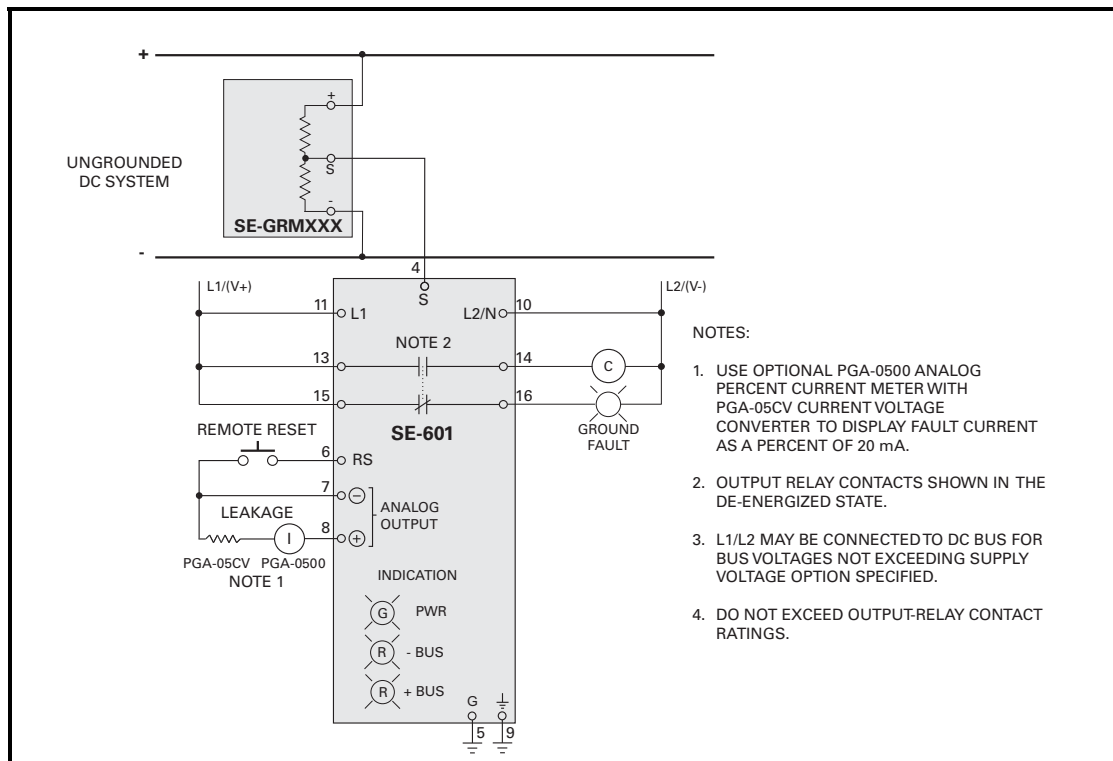 +
+
UNGROUNDED
DC SYSTEM
S
-
SE-GRMXXX
-
4
S
L1/(V+)
L2/(V-)
11
L1
L2/N
10
NOTE 2
13
14
C
15
16
SE-601
GROUND
FAULT
REMOTE RESET
6
RS
7
−
LEAKAGE
ANALOG
OUTPUT
8
+
I
PGA-05CV PGA-0500
NOTE 1
INDICATION
G PWR
R - BUS
R + BUS
G
5
9
NOTES:
1. USE OPTIONAL PGA-0500 ANALOG
PERCENT CURRENT METER WITH
PGA-05CV CURRENT VOLTAGE
CONVERTER TO DISPLAY FAULT CURRENT
AS A PERCENT OF 20 mA.
2. OUTPUT RELAY CONTACTS SHOWN IN THE
DE-ENERGIZED STATE.
3. L1/L2 MAY BE CONNECTED TO DC BUS FOR
BUS VOLTAGES NOT EXCEEDING SUPPLY
VOLTAGE OPTION SPECIFIED.
4. DO NOT EXCEED OUTPUT-RELAY CONTACT
RATINGS.